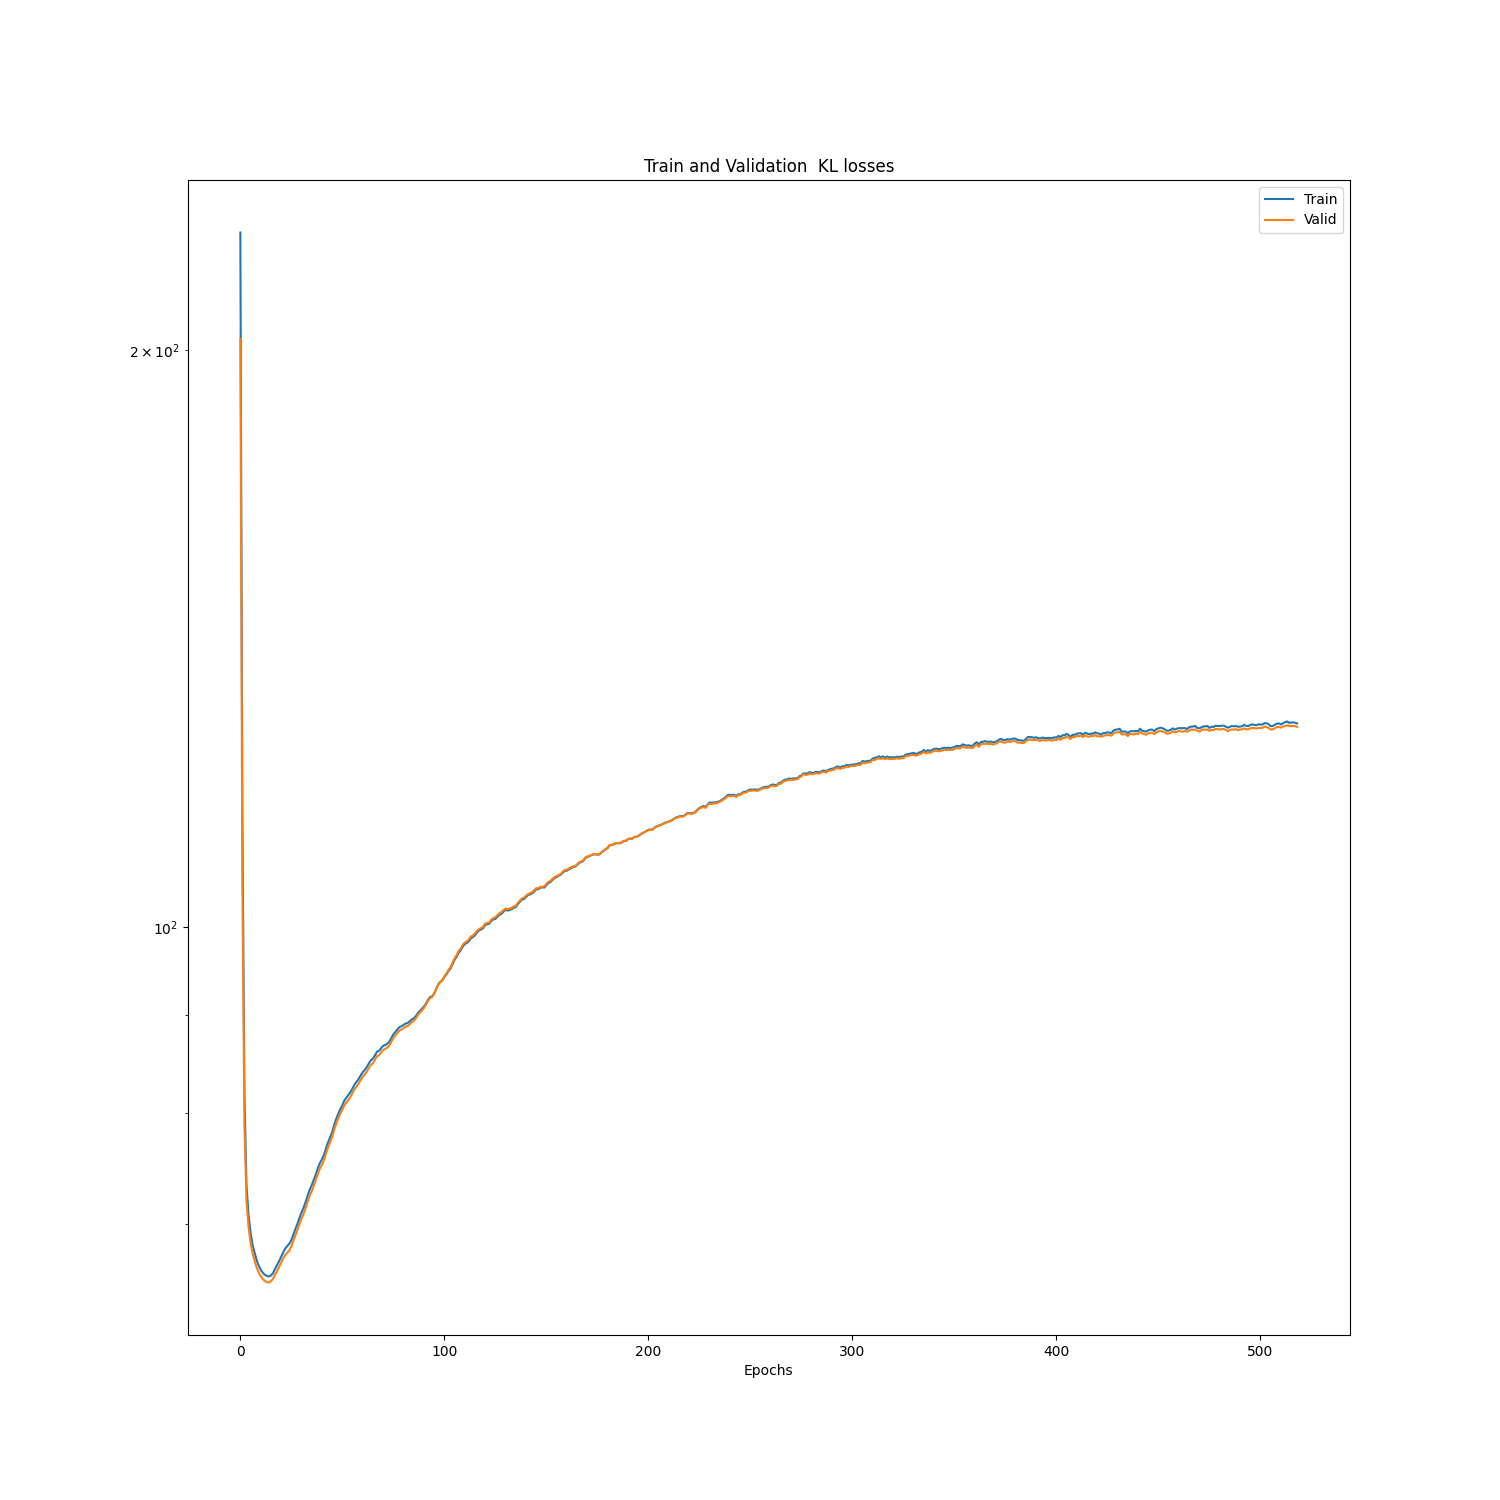 Train and Validation  KL losses
Train
Valid
2 × 10²
10²
0 100 200 300 400 500
Epochs